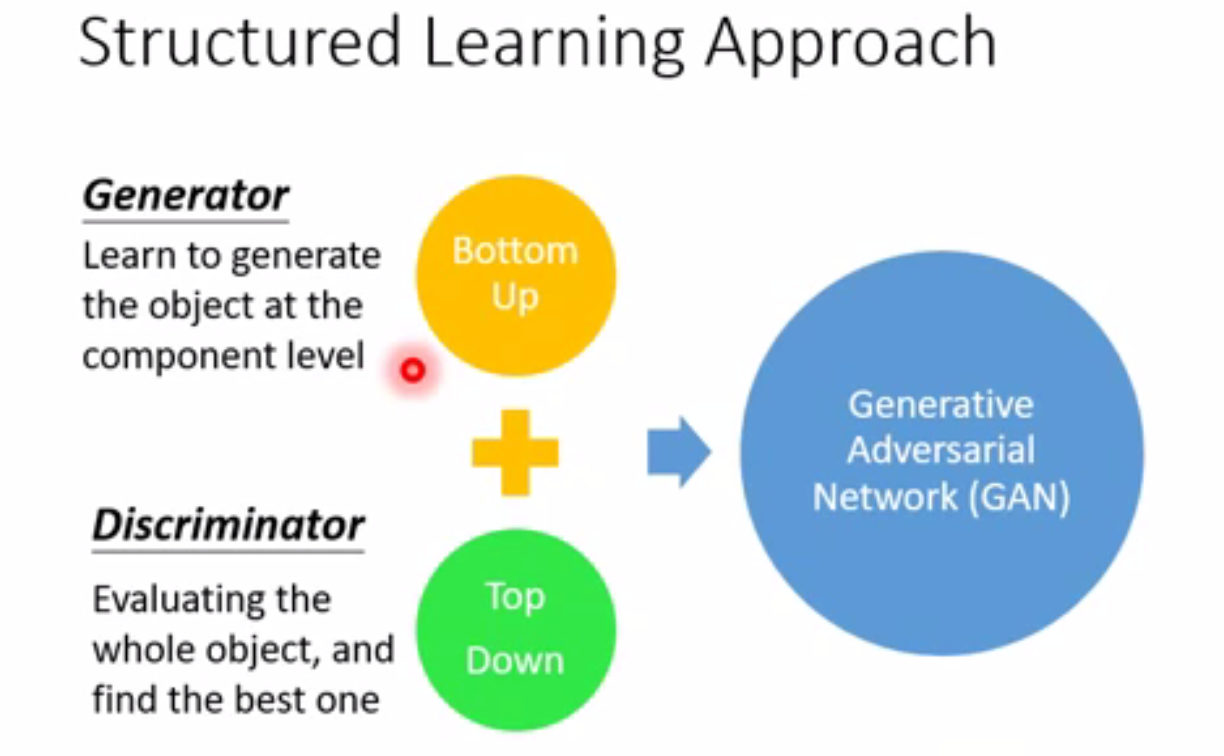 Structured Learning Approach
Generator
Learn to generate
the object at the
component level
Bottom
Up
Discriminator
Evaluating the
whole object, and
find the best one
Top
Down
Generative
Adversarial
Network (GAN)